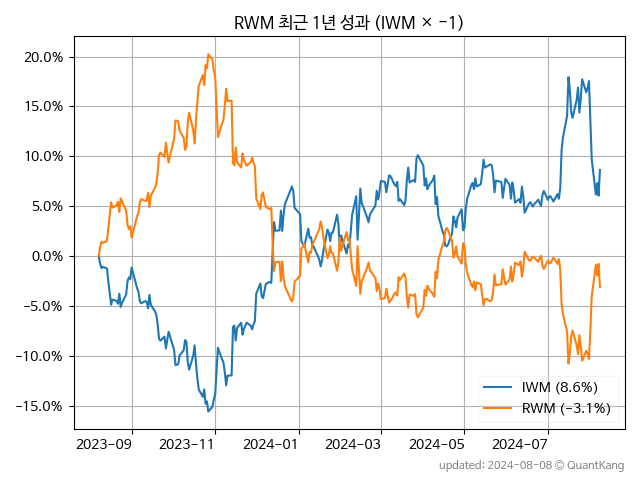 RWM 최근 1년 성과 (IWM × −1)
20.0%
15.0%
10.0%
5.0%
0.0%
−5.0%
−10.0%
−15.0%
IWM (8.6%)
RWM (−3.1%)
2023-09 2023-11 2024-01 2024-03 2024-05 2024-07
updated: 2024-08-08 © QuantKang